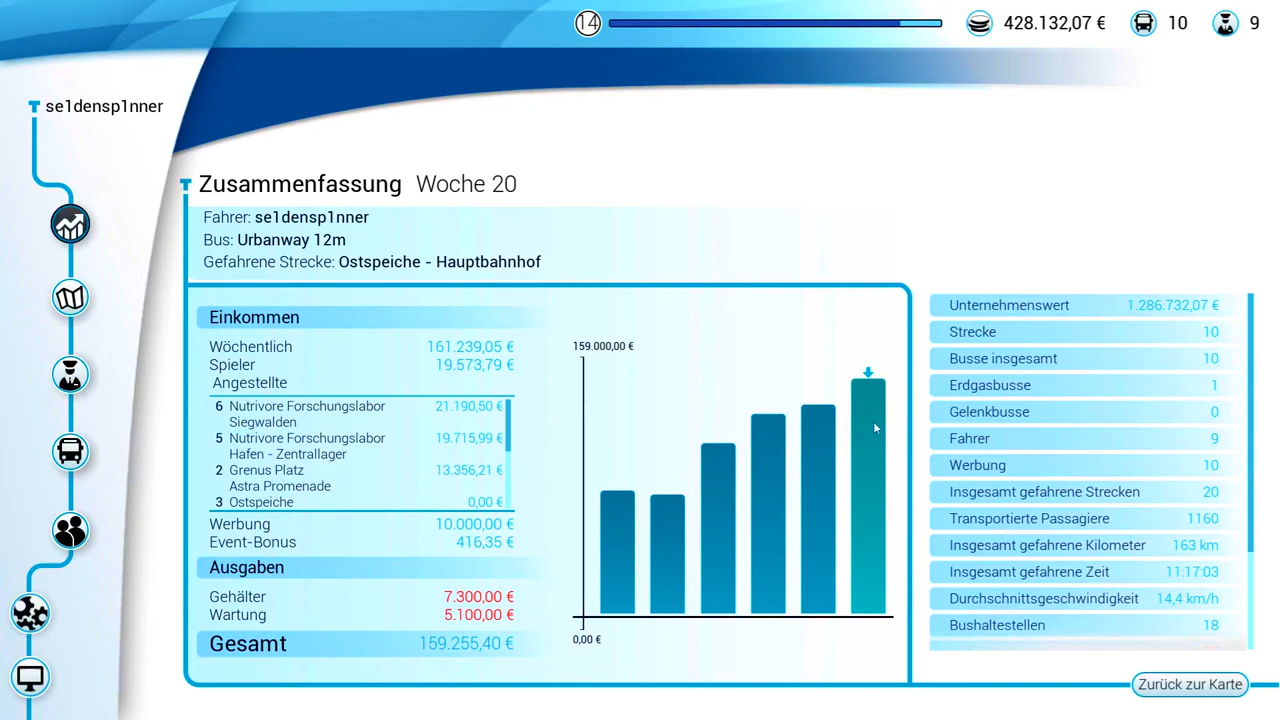 14
428.132,07 €
10
9
se1densp1nner
Zusammenfassung Woche 20
Fahrer: se1densp1nner
Bus: Urbanway 12m
Gefahrene Strecke: Ostspeiche - Hauptbahnhof
Einkommen
Wöchentlich 161.239,05 €
Spieler 19.573,79 €
Angestellte
6 Nutrivore Forschungslabor 21.190,50 €
Siegwalden
5 Nutrivore Forschungslabor 19.715,99 €
Hafen - Zentrallager
2 Grenus Platz 13.356,21 €
Astra Promenade
3 Ostspeiche 0,00 €
Werbung 10.000,00 €
Event-Bonus 416,35 €
Ausgaben
Gehälter 7.300,00 €
Wartung 5.100,00 €
Gesamt 159.255,40 €
159.000,00 €
0,00 €
Unternehmenswert 1.286.732,07 €
Strecke 10
Busse insgesamt 10
Erdgasbusse 1
Gelenkbusse 0
Fahrer 9
Werbung 10
Insgesamt gefahrene Strecken 20
Transportierte Passagiere 1160
Insgesamt gefahrene Kilometer 163 km
Insgesamt gefahrene Zeit 11:17:03
Durchschnittsgeschwindigkeit 14,4 km/h
Bushaltestellen 18
Zurück zur Karte